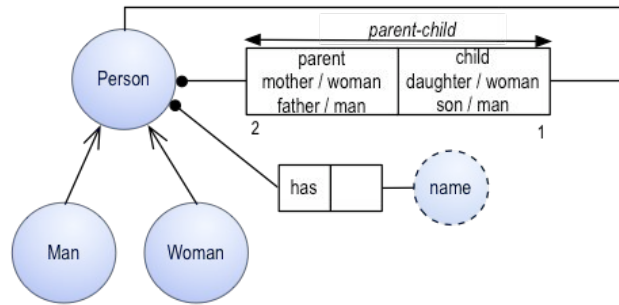 parent-child
Person
parent
mother / woman
father / man
child
daughter / woman
son / man
2
1
has
name
Man
Woman